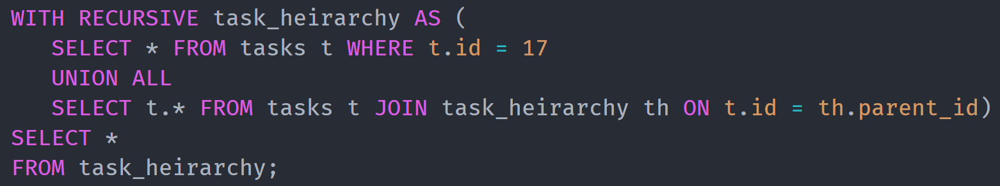 WITH RECURSIVE task_heirarchy AS (
   SELECT * FROM tasks t WHERE t.id = 17
   UNION ALL
   SELECT t.* FROM tasks t JOIN task_heirarchy th ON t.id = th.parent_id)
SELECT *
FROM task_heirarchy;